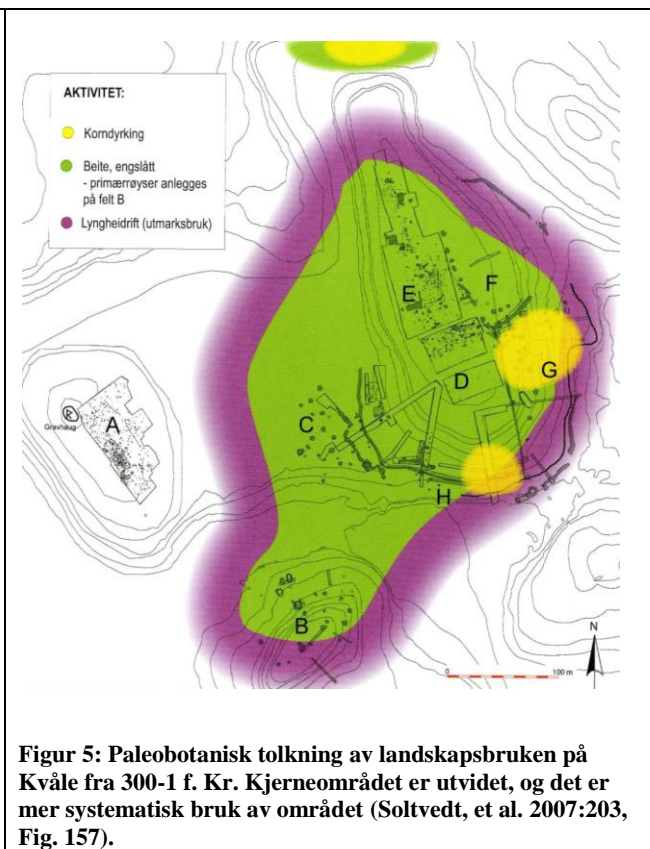 AKTIVITET:
Korndyrking
Beite, engslått
- primærrøyser anlegges
på felt B
Lyngheidrift (utmarksbruk)
E
F
G
D
A
Gravhaug
R
C
H
B
N
0
100 m
Figur 5: Paleobotanisk tolkning av landskapsbruken på
Kvåle fra 300-1 f. Kr. Kjerneområdet er utvidet, og det er
mer systematisk bruk av området (Soltvedt, et al. 2007:203,
Fig. 157).